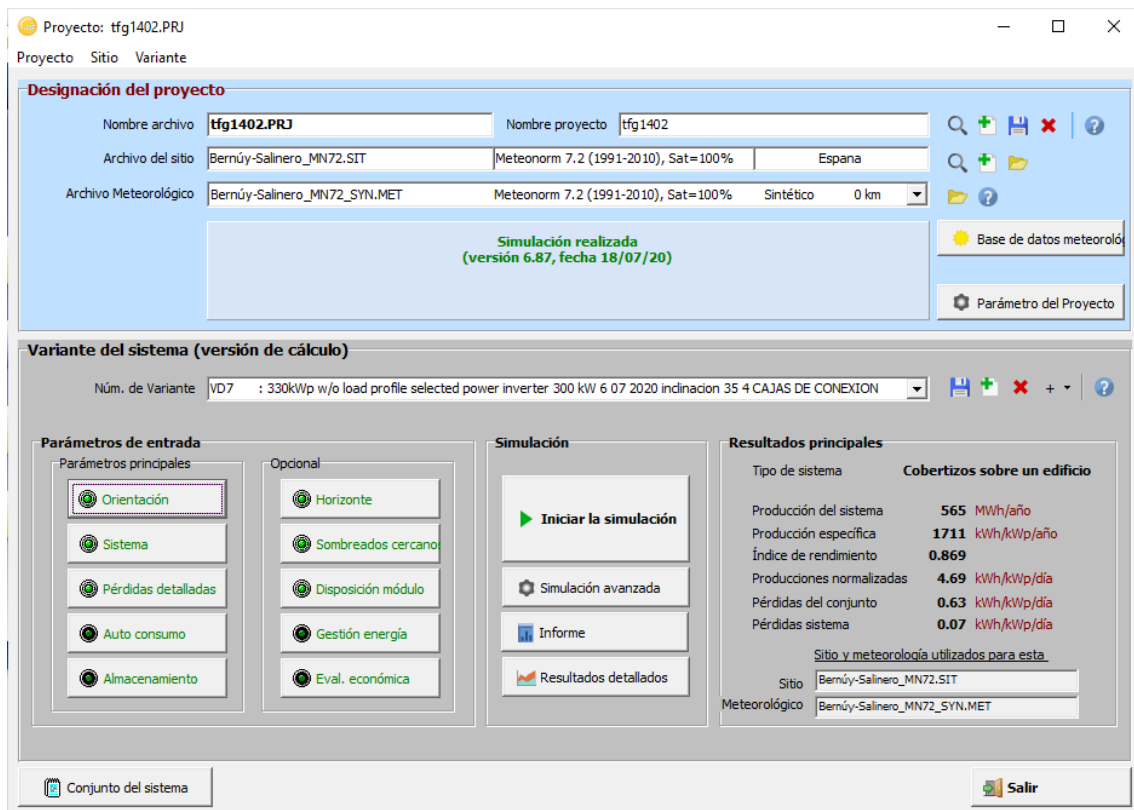 Proyecto: tfg1402.PRJ
Proyecto Sitio Variante
Designación del proyecto
Nombre archivo tfg1402.PRJ Nombre proyecto tfg1402
Archivo del sitio Bernúy-Salinero_MN72.SIT Meteonorm 7.2 (1991-2010), Sat=100% Espana
Archivo Meteorológico Bernúy-Salinero_MN72_SYN.MET Meteonorm 7.2 (1991-2010), Sat=100% Sintético 0 km
Simulación realizada
(versión 6.87, fecha 18/07/20)
Base de datos meteoroló
Parámetro del Proyecto
Variante del sistema (versión de cálculo)
Núm. de Variante VD7 : 330kWp w/o load profile selected power inverter 300 kW 6 07 2020 inclinacion 35 4 CAJAS DE CONEXION
+
Parámetros de entrada
Parámetros principales
Orientación
Sistema
Pérdidas detalladas
Auto consumo
Almacenamiento
Opcional
Horizonte
Sombreados cercanos
Disposición módulo
Gestión energía
Eval. económica
Simulación
Iniciar la simulación
Simulación avanzada
Informe
Resultados detallados
Resultados principales
Tipo de sistema Cobertizos sobre un edificio
Producción del sistema 565 MWh/año
Producción específica 1711 kWh/kWp/año
Índice de rendimiento 0.869
Producciones normalizadas 4.69 kWh/kWp/día
Pérdidas del conjunto 0.63 kWh/kWp/día
Pérdidas sistema 0.07 kWh/kWp/día
Sitio y meteorología utilizados para esta
Sitio Bernúy-Salinero_MN72.SIT
Meteorológico Bernúy-Salinero_MN72_SYN.MET
Conjunto del sistema
Salir